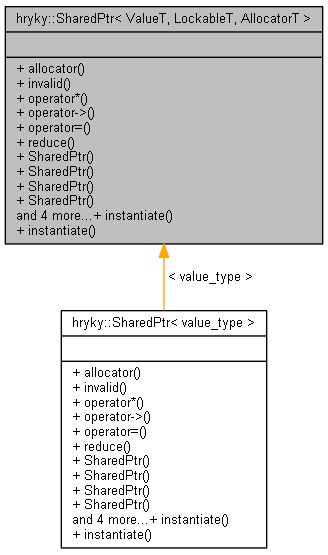 hryky::SharedPtr< ValueT, LockableT, AllocatorT >
+ allocator()
+ invalid()
+ operator*()
+ operator->()
+ operator=()
+ reduce()
+ SharedPtr()
+ SharedPtr()
+ SharedPtr()
+ SharedPtr()
and 4 more...+ instantiate()
+ instantiate()
< value_type >
hryky::SharedPtr< value_type >
+ allocator()
+ invalid()
+ operator*()
+ operator->()
+ operator=()
+ reduce()
+ SharedPtr()
+ SharedPtr()
+ SharedPtr()
+ SharedPtr()
and 4 more...+ instantiate()
+ instantiate()